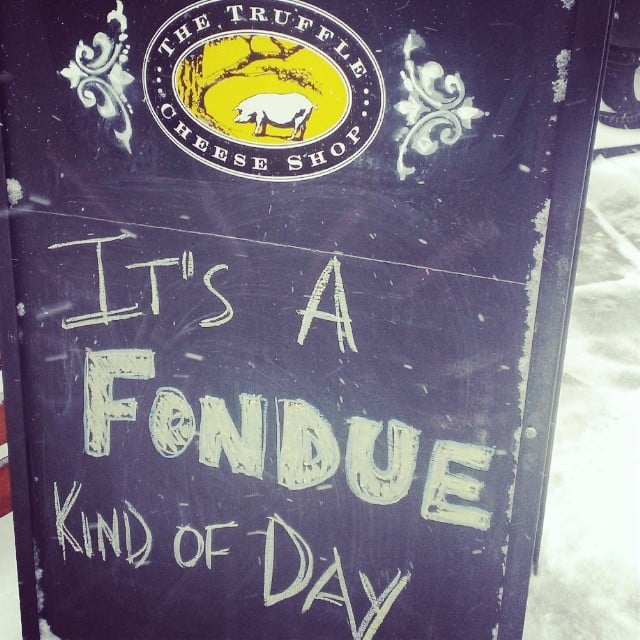 THE TRUFFLE
CHEESE SHOP
IT"S A
FONDUE
KIND OF DAY